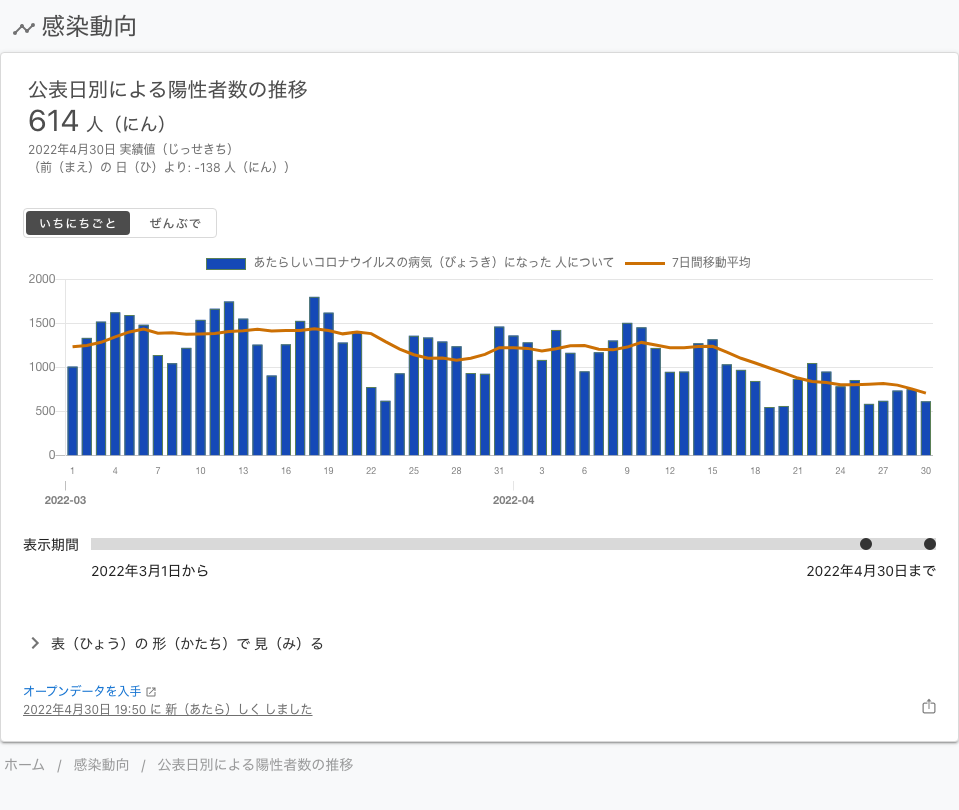 感染動向
公表日別による陽性者数の推移
614 人（にん）
2022年4月30日 実績値（じっせきち）
（前（まえ）の 日（ひ）より: -138 人（にん））
いちにちごと ぜんぶで
あたらしいコロナウイルスの病気（びょうき）になった 人について 7日間移動平均
2000
1500
1000
500
0
1 4 7 10 13 16 19 22 25 28 31 3 6 9 12 15 18 21 24 27 30
2022-03 2022-04
表示期間
2022年3月1日から 2022年4月30日まで
表（ひょう）の 形（かたち）で 見（み）る
オープンデータを入手
2022年4月30日 19:50 に 新（あたら）しく しました
ホーム / 感染動向 / 公表日別による陽性者数の推移